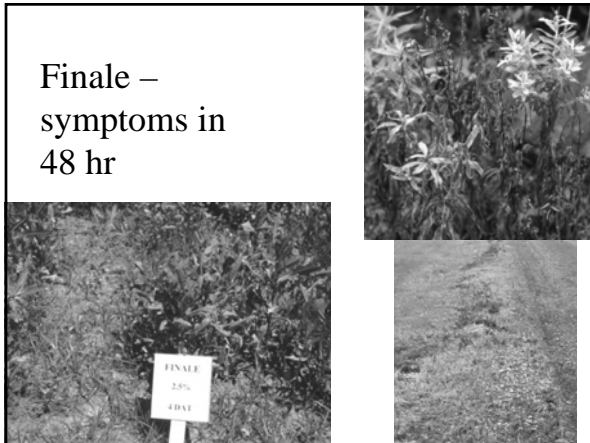 Finale –
symptoms in
48 hr
FINALE
2.5%
4 DAT